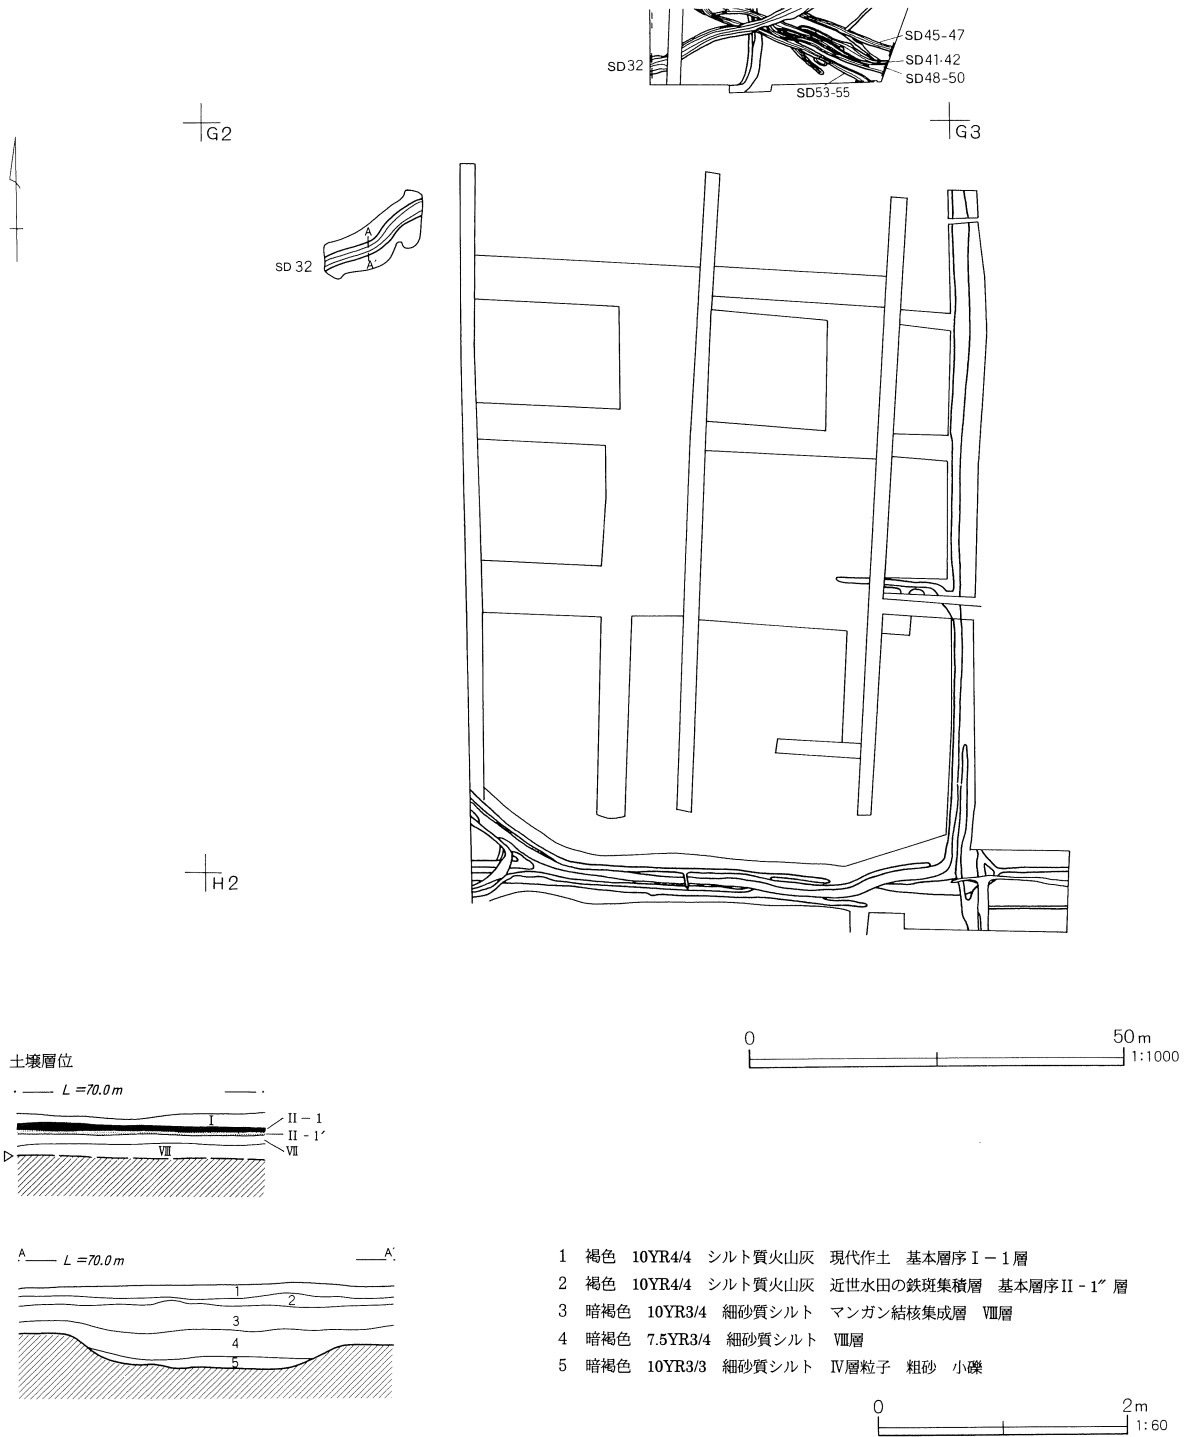 SD45-47
SD32
SD41·42
SD48-50
SD53-55
G2
G3
A
SD 32
A′
H2
0 50m
1:1000
土壌層位
L=70.0m
I
II-1
II-1′
VII
VIII
A L=70.0m A′
1
2
3
4
5
1 褐色 10YR4/4 シルト質火山灰 現代作土 基本層序I-1層
2 褐色 10YR4/4 シルト質火山灰 近世水田の鉄斑集積層 基本層序II-1″層
3 暗褐色 10YR3/4 細砂質シルト マンガン結核集成層 VIII層
4 暗褐色 7.5YR3/4 細砂質シルト VIII層
5 暗褐色 10YR3/3 細砂質シルト IV層粒子 粗砂 小礫
0 2m
1:60